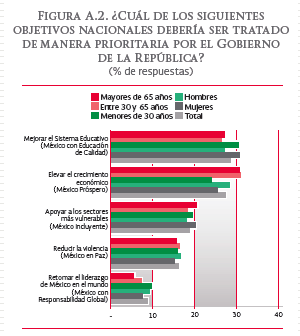 Figura A.2. ¿Cuál de los siguientes
objetivos nacionales debería ser tratado
de manera prioritaria por el Gobierno
de la República?
(% de respuestas)
Mayores de 65 años
Hombres
Entre 30 y 65 años
Mujeres
Menores de 30 años
Total
Mejorar el Sistema Educativo
(México con Educación
de Calidad)
Elevar el crecimiento
económico
(México Próspero)
Apoyar a los sectores
más vulnerables
(México Incluyente)
Reducir la violencia
(México en Paz)
Retomar el liderazgo
de México en el mundo
(México con
Responsabilidad Global)
- 10 20 30 40